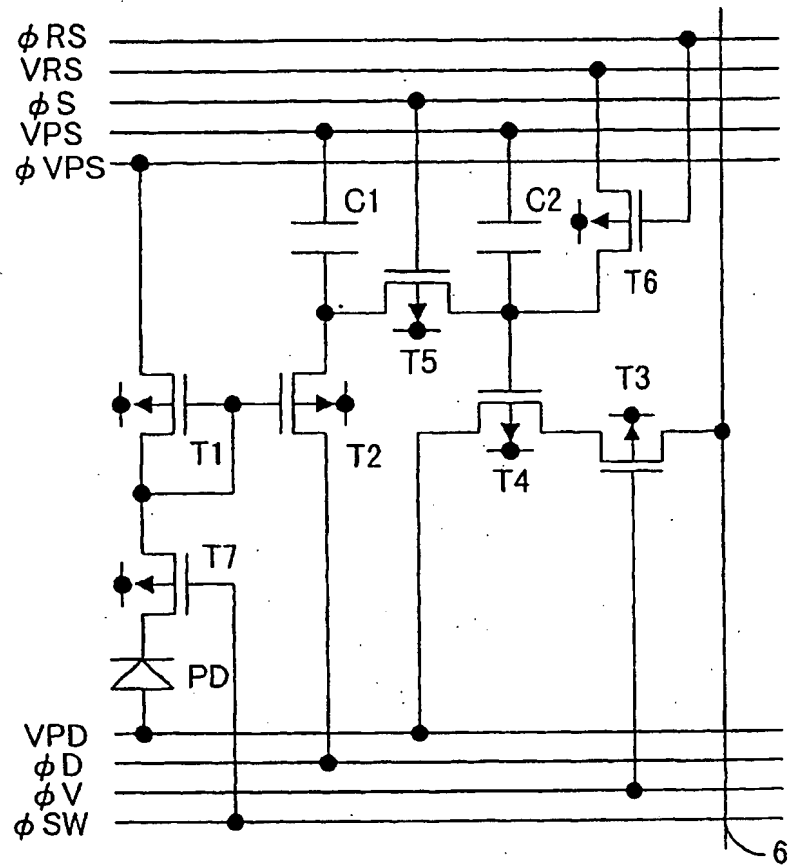 φRS
VRS
φS
VPS
φVPS
C1
C2
T6
T5
T3
T1
T2
T4
T7
PD
VPD
φD
φV
φSW
6